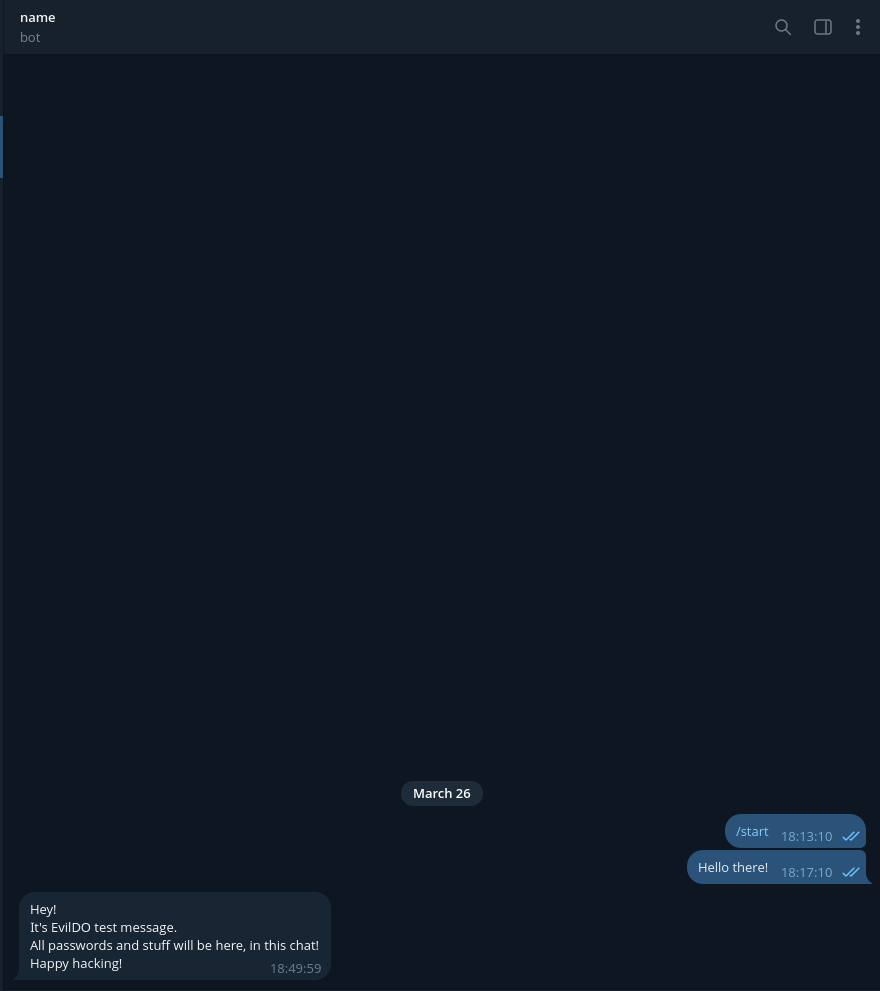 name
bot
March 26
/start 18:13:10
Hello there! 18:17:10
Hey!
It's EvilDO test message.
All passwords and stuff will be here, in this chat!
Happy hacking! 18:49:59